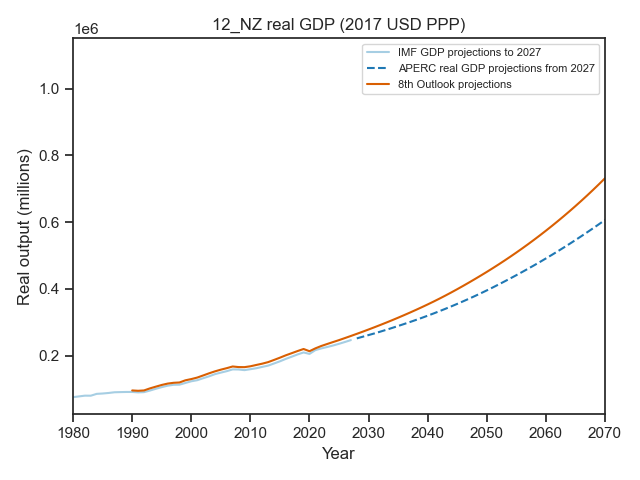 12_NZ real GDP (2017 USD PPP)
1e6
IMF GDP projections to 2027
APERC real GDP projections from 2027
8th Outlook projections
1.0
0.8
0.6
0.4
0.2
Real output (millions)
1980 1990 2000 2010 2020 2030 2040 2050 2060 2070
Year